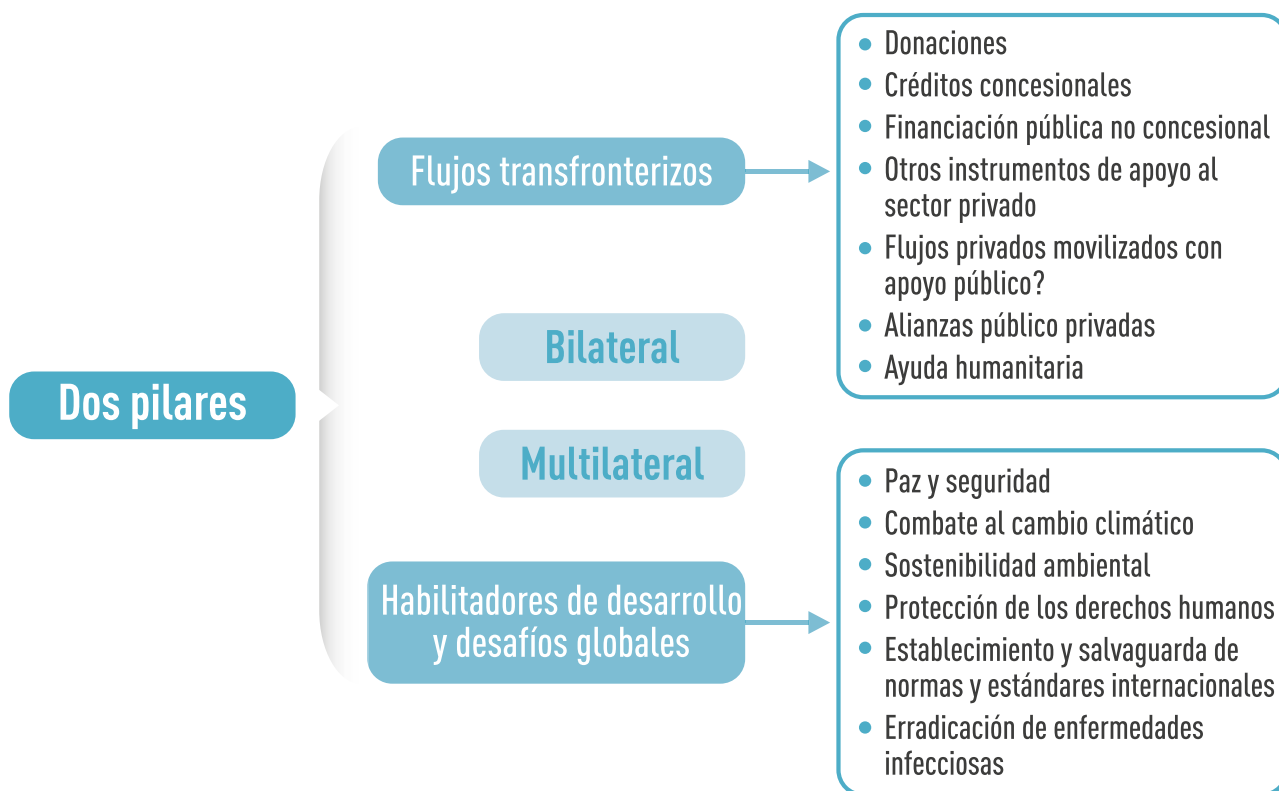 Dos pilares
Flujos transfronterizos
Donaciones
Créditos concesionales
Financiación pública no concesional
Otros instrumentos de apoyo al
sector privado
Flujos privados movilizados con
apoyo público?
Alianzas público privadas
Ayuda humanitaria
Bilateral
Multilateral
Habilitadores de desarrollo
y desafíos globales
Paz y seguridad
Combate al cambio climático
Sostenibilidad ambiental
Protección de los derechos humanos
Establecimiento y salvaguarda de
normas y estándares internacionales
Erradicación de enfermedades
infecciosas